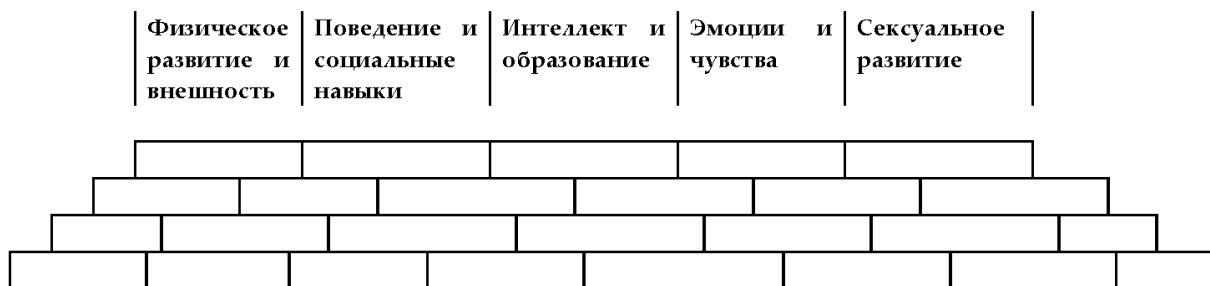 Физическое развитие и внешность
Поведение и социальные навыки
Интеллект и образование
Эмоции и чувства
Сексуальное развитие